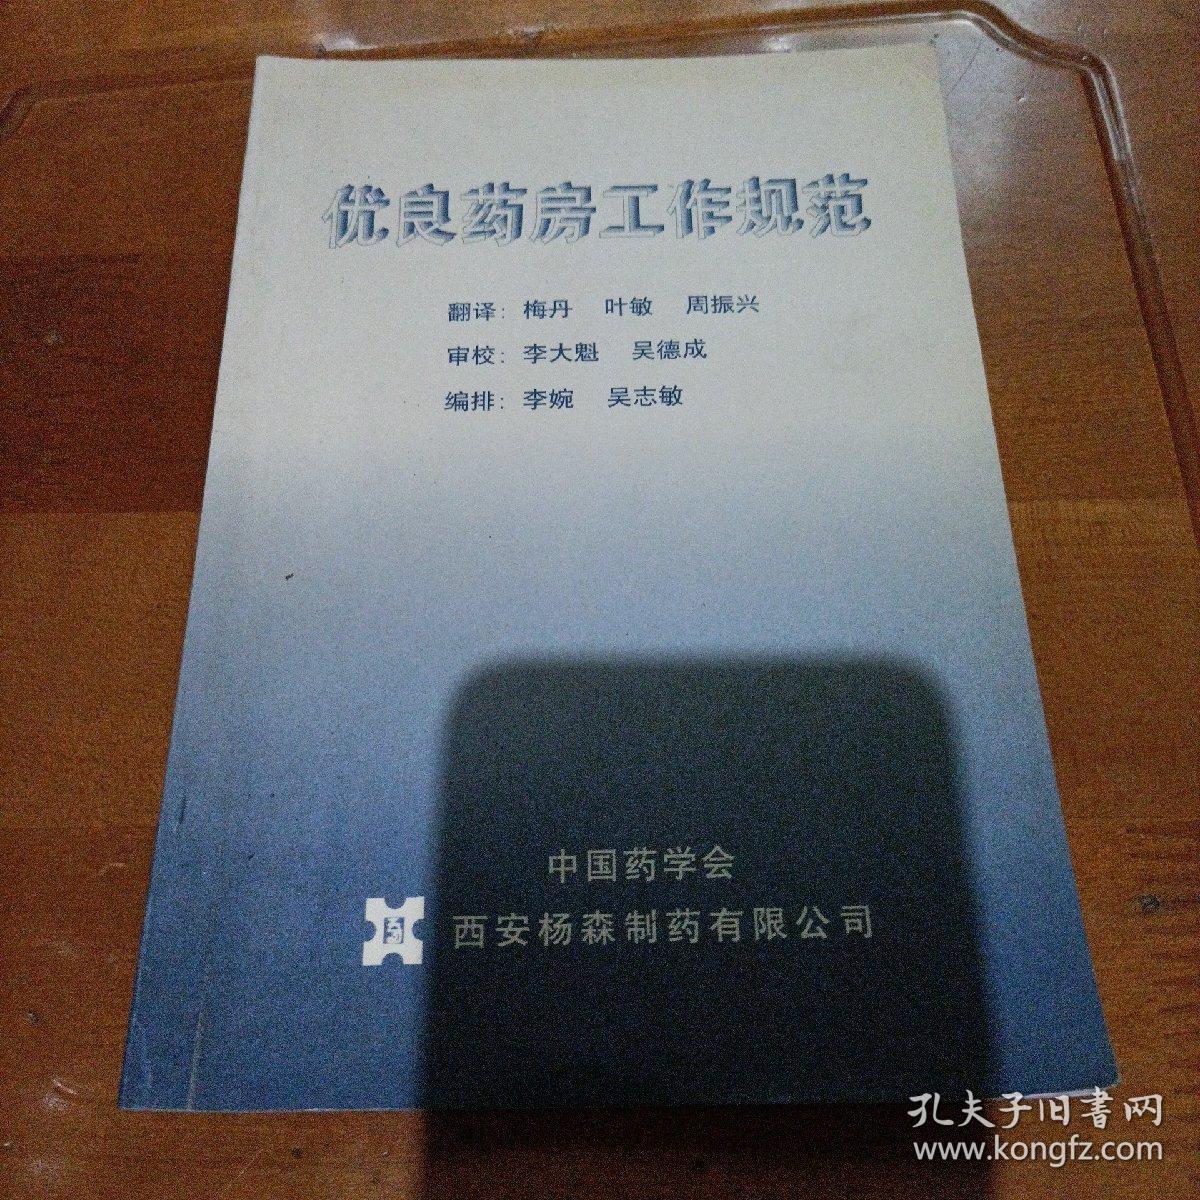 优良药房工作规范
翻译：梅丹 叶敏 周振兴
审校：李大魁 吴德成
编排：李婉 吴志敏
中国药学会
西安杨森制药有限公司
孔夫子旧書网
www.kongfz.com